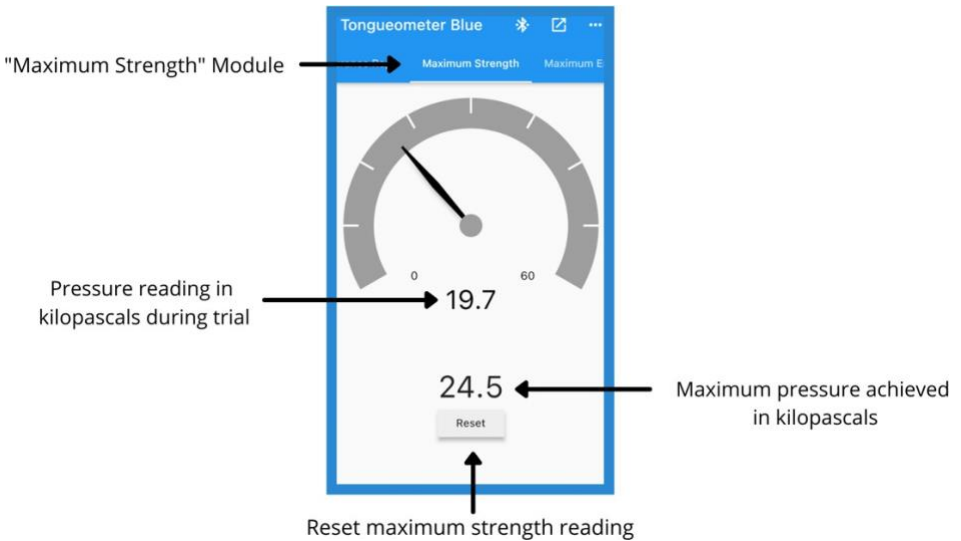 Tongueometer Blue
"Maximum Strength" Module
Maximum Strength
Maximum E
0
60
Pressure reading in
kilopascals during trial
19.7
24.5
Maximum pressure achieved
in kilopascals
Reset
Reset maximum strength reading